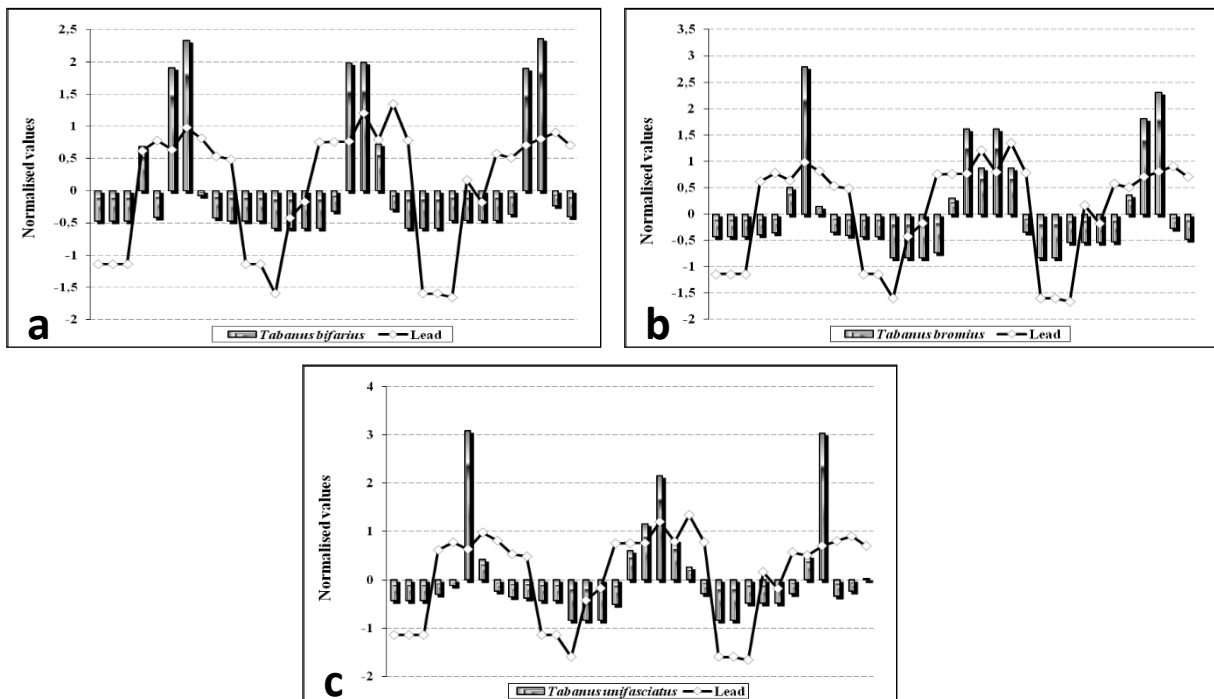 2,5
2
1,5
1
0,5
0
-0,5
-1
-1,5
-2
Normalised values
a
Tabanus bifarius
Lead
3,5
3
2,5
2
1,5
1
0,5
0
-0,5
-1
-1,5
-2
Normalised values
b
Tabanus bromius
Lead
4
3
2
1
0
-1
-2
Normalised values
c
Tabanus unifasciatus
Lead